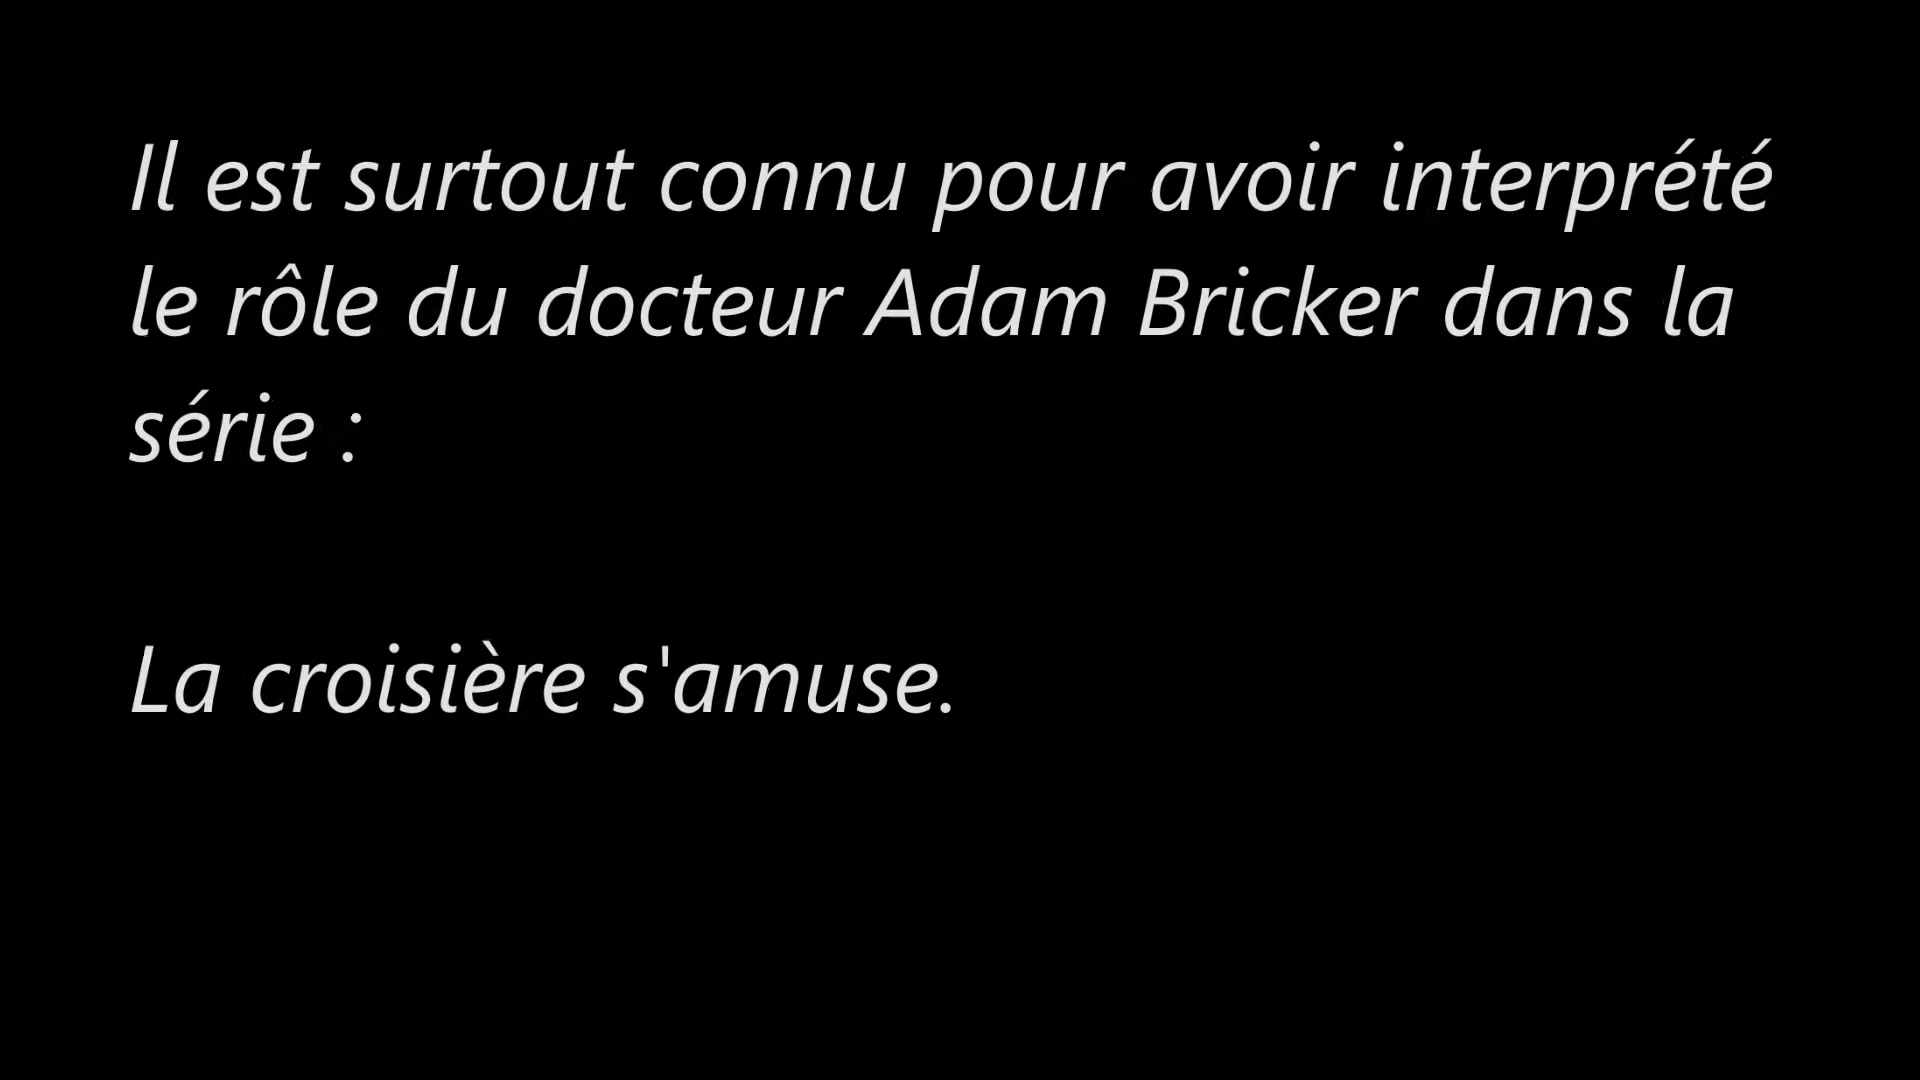 Il est surtout connu pour avoir interprété
le rôle du docteur Adam Bricker dans la
série :
La croisière s'amuse.